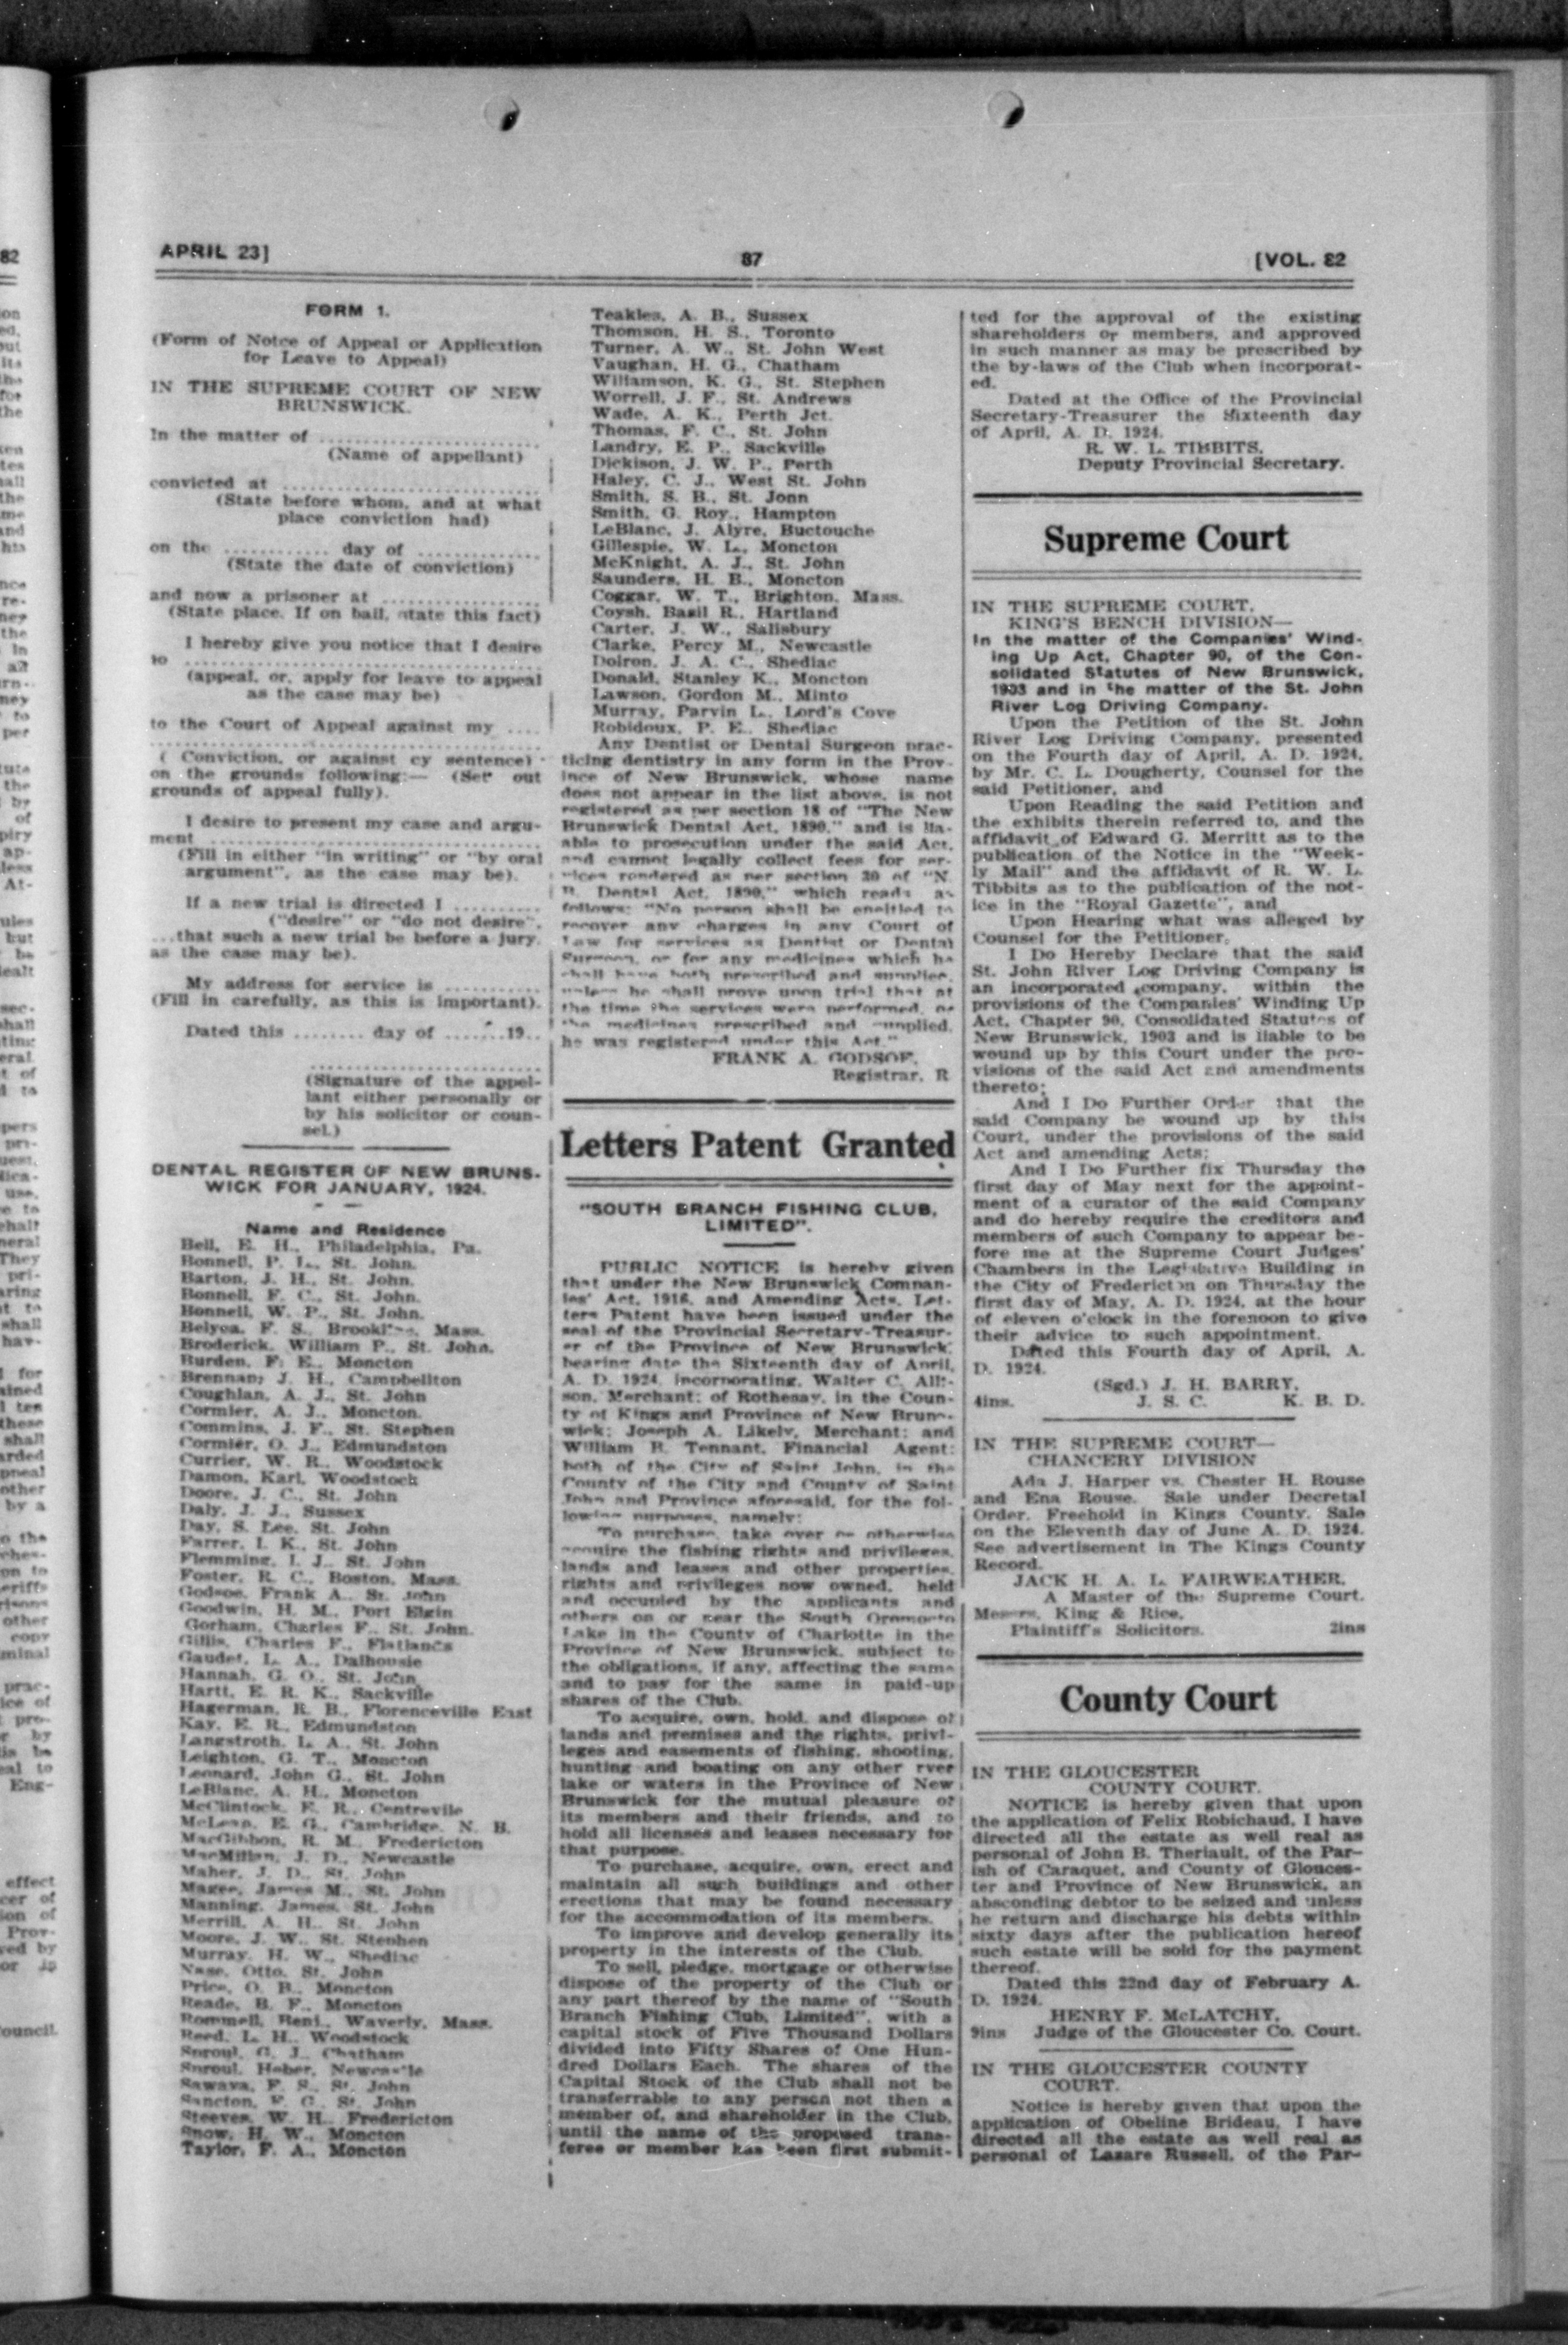 APRIL 23]
87
[VOL. 82
FORM 1.
(Form of Notce of Appeal or Application
for Leave to Appeal)
IN THE SUPREME COURT OF NEW
BRUNSWICK.
In the matter of ..........................
(Name of appellant)
convicted at ..............................
(State before whom, and at what
place conviction had)
on the ............ day of ..............
(State the date of conviction)
and now a prisoner at ..................
(State place. If on bail, state this fact)
I hereby give you notice that I desire
to ..........................................
(appeal, or, apply for leave to appeal
as the case may be)
to the Court of Appeal against my ....
..............................................
( Conviction, or against cy sentence)
on the grounds following:— (Set out
grounds of appeal fully).
I desire to present my case and argu-
ment ......................................
(Fill in either "in writing" or "by oral
argument", as the case may be).
If a new trial is directed I ..........
("desire" or "do not desire",
...that such a new trial be before a jury.
as the case may be).
My address for service is ...........
(Fill in carefully, as this is important).
Dated this ........ day of ........19..
............................
(Signature of the appel-
lant either personally or
by his solicitor or coun-
sel.)
DENTAL REGISTER OF NEW BRUNS-
WICK FOR JANUARY, 1924.
Name and Residence
Bell, E. H., Philadelphia, Pa.
Bonnell, P. L., St. John.
Barton, J. H., St. John.
Bonnell, F. C., St. John.
Bonnell, W. P., St. John.
Belyea, F. S., Mass.
Broderick, William P., St. John.
Burden, F. E., Moncton
Brennan, J. H., Campbellton
Coughlan, A. J., St. John
Cormier, A. J., Moncton.
Commins, J. F., St. Stephen
Cormier, O. J., Edmundston
Currier, W. R., Woodstock
Damon, Karl, Woodstock
Doore, J. C., St. John
Daly, J. J., Sussex
Day, S. Lee, St. John
Farrer, I. K., St. John
Flemming, I. J., St. John
Foster, R. C., Boston, Mass.
Godsoe, Frank A., St. John
Goodwin, H. M., Port Elgin
Gorham, Charles F., St. John.
Gillis, Charles F., Flatlands
Gaudet, L. A., Dalhousie
Hannah, G. O., St. John
Hartt, E. R. K., Sackville
Hagerman, R. B., Florenceville East
Kay, E. R., Edmundston
Langstroth, L. A., St. John
Leighton, G. T., Moncton
Leonard, John G., St. John
LeBlanc, A. H., Moncton
McClintock, E. R., Centreville
McLean, E. G., Cambridge, N. B.
MacGibbon, R. M., Fredericton
MacMillan, J. D., Newcastle
Maher, J. D., St. John
Magee, James M., St. John
Manning, James, St. John
Merrill, A. H., St. John
Moore, J. W., St. Stephen
Murray, H. W., Shediac
Nase, Otto, St. John
Price, O. B., Moncton
Reade, B. F., Moncton
Rommell, Benj., Waverly, Mass.
Reed, L. H., Woodstock
Sproul, G. J., Chatham
Sproul, Heber, Newcastle
Sawaya, F. S., St. John
Sancton, F. G., St. John
Steeves, W. H., Fredericton
Snow, H. W., Moncton
Taylor, F. A., Moncton
Teakles, A. B., Sussex
Thomson, H. S., Toronto
Turner, A. W., St. John West
Vaughan, H. G., Chatham
Wiliamson, K. G., St. Stephen
Worrell, J. F., St. Andrews
Wade, A. K., Perth Jct.
Thomas, F. C., St. John
Landry, E. P., Sackville
Dickison, J. W. P., Perth
Haley, C. J., West St. John
Smith, S. B., St. Jonn
Smith, G. Roy, Hampton
LeBlanc, J. Alyre, Buctouche
Gillespie, W. L., Moncton
McKnight, A. J., St. John
Saunders, H. B., Moncton
Coggar, W. T., Brighton, Mass.
Coysh, Basil R., Hartland
Carter, J. W., Salisbury
Clarke, Percy M., Newcastle
Doiron, J. A. C., Shediac
Donald, Stanley K., Moncton
Lawson, Gordon M., Minto
Murray, Parvin L., Lord's Cove
Robidoux, P. E., Shediac
Any Dentist or Dental Surgeon prac-
ticing dentistry in any form in the Prov-
ince of New Brunswick, whose name
does not appear in the list above, is not
registered as per section 18 of "The New
Brunswick Dental Act, 1890," and is lia-
able to prosecution under the said Act,
and cannot legally collect fees for ser-
vices rendered as per section 20 of "N.
B. Dental Act, 1890," which reads as
follows: "No person shall be eneitled to
recover any charges in any Court of
Law for services as Dentist or Dental
Surgeon, or for any medicines which he
shall have both prescribed and supplied,
unless he shall prove upon trial that at
the time the services were performed, or
the medicines prescribed and supplied,
he was registered under this Act."
FRANK A. GODSOE,
Registrar, R
Letters Patent Granted
"SOUTH BRANCH FISHING CLUB,
LIMITED".
PUBLIC NOTICE is hereby given
that under the New Brunswick Compan-
ies' Act, 1916, and Amending Acts, Let-
ters Patent have been issued under the
seal of the Provincial Secretary-Treasur-
er of the Province of New Brunswick,
bearing date the Sixteenth day of April,
A. D. 1924, incorporating, Walter C. Alli-
son, Merchant; of Rothesay, in the Coun-
ty of Kings and Province of New Bruns-
wick; Joseph A. Likely, Merchant; and
William B. Tennant, Financial Agent;
both of the City of Saint John, in the
County of the City and County of Saint
John and Province aforesaid, for the fol-
lowing purposes, namely:
To purchase, take over or otherwise
acquire the fishing rights and privileges,
lands and leases and other properties,
rights and privileges now owned, held
and occupied by the applicants and
others on or near the South Oromocto
Lake in the County of Charlotte in the
Province of New Brunswick, subject to
the obligations, if any, affecting the same
and to pay for the same in paid-up
shares of the Club.
To acquire, own, hold, and dispose of
lands and premises and the rights, privi-
leges and easements of fishing, shooting,
hunting and boating on any other rver
lake or waters in the Province of New
Brunswick for the mutual pleasure of
its members and their friends, and to
hold all licenses and leases necessary for
that purpose.
To purchase, acquire, own, erect and
maintain all such buildings and other
erections that may be found necessary
for the accommodation of its members.
To improve and develop generally its
property in the interests of the Club.
To sell, pledge, mortgage or otherwise
dispose of the property of the Club or
any part thereof by the name of "South
Branch Fishing Club, Limited", with a
capital stock of Five Thousand Dollars
divided into Fifty Shares of One Hun-
dred Dollars Each. The shares of the
Capital Stock of the Club shall not be
transferrable to any person not then a
member of, and shareholder in the Club,
until the name of the proposed trans-
feree or member has been first submit-
ted for the approval of the existing
shareholders or members, and approved
in such manner as may be prescribed by
the by-laws of the Club when incorporat-
ed.
Dated at the Office of the Provincial
Secretary-Treasurer the Sixteenth day
of April, A. D. 1924.
R. W. L. TIBBITS,
Deputy Provincial Secretary.
Supreme Court
IN THE SUPREME COURT,
KING'S BENCH DIVISION—
In the matter of the Companies' Wind-
ing Up Act, Chapter 90, of the Con-
solidated Statutes of New Brunswick,
1903 and in the matter of the St. John
River Log Driving Company.
Upon the Petition of the St. John
River Log Driving Company, presented
on the Fourth day of April, A. D. 1924,
by Mr. C. L. Dougherty, Counsel for the
said Petitioner, and
Upon Reading the said Petition and
the exhibits therein referred to, and the
affidavit of Edward G. Merritt as to the
publication of the Notice in the "Week-
ly Mail" and the affidavit of R. W. L.
Tibbits as to the publication of the not-
ice in the "Royal Gazette", and
Upon Hearing what was alleged by
Counsel for the Petitioner,
I Do Hereby Declare that the said
St. John River Log Driving Company is
an incorporated company, within the
provisions of the Companies' Winding Up
Act, Chapter 90, Consolidated Statutes of
New Brunswick, 1903 and is liable to be
wound up by this Court under the pro-
visions of the said Act and amendments
thereto;
And I Do Further Order that the
said Company be wound up by this
Court, under the provisions of the said
Act and amending Acts;
And I Do Further fix Thursday the
first day of May next for the appoint-
ment of a curator of the said Company
and do hereby require the creditors and
members of such Company to appear be-
fore me at the Supreme Court Judges'
Chambers in the Legislative Building in
the City of Fredericton on Thursday the
first day of May, A. D. 1924, at the hour
of eleven o'clock in the forenoon to give
their advice to such appointment.
Dated this Fourth day of April, A.
D. 1924.
(Sgd.) J. H. BARRY,
4ins. J. S. C. K. B. D.
IN THE SUPREME COURT—
CHANCERY DIVISION
Ada J. Harper vs. Chester H. Rouse
and Ena Rouse. Sale under Decretal
Order. Freehold in Kings County. Sale
on the Eleventh day of June A. D. 1924.
See advertisement in The Kings County
Record.
JACK H. A. L. FAIRWEATHER,
A Master of the Supreme Court.
Messrs. King & Rice,
Plaintiff's Solicitors. 2ins
County Court
IN THE GLOUCESTER
COUNTY COURT.
NOTICE is hereby given that upon
the application of Felix Robichaud, I have
directed all the estate as well real as
personal of John B. Theriault, of the Par-
ish of Caraquet, and County of Glouces-
ter and Province of New Brunswick, an
absconding debtor to be seized and unless
he return and discharge his debts within
sixty days after the publication hereof
such estate will be sold for the payment
thereof.
Dated this 22nd day of February A.
D. 1924.
HENRY F. McLATCHY,
9ins Judge of the Gloucester Co. Court.
IN THE GLOUCESTER COUNTY
COURT.
Notice is hereby given that upon the
application of Obeline Brideau, I have
directed all the estate as well real as
personal of Lazare Russell, of the Par-